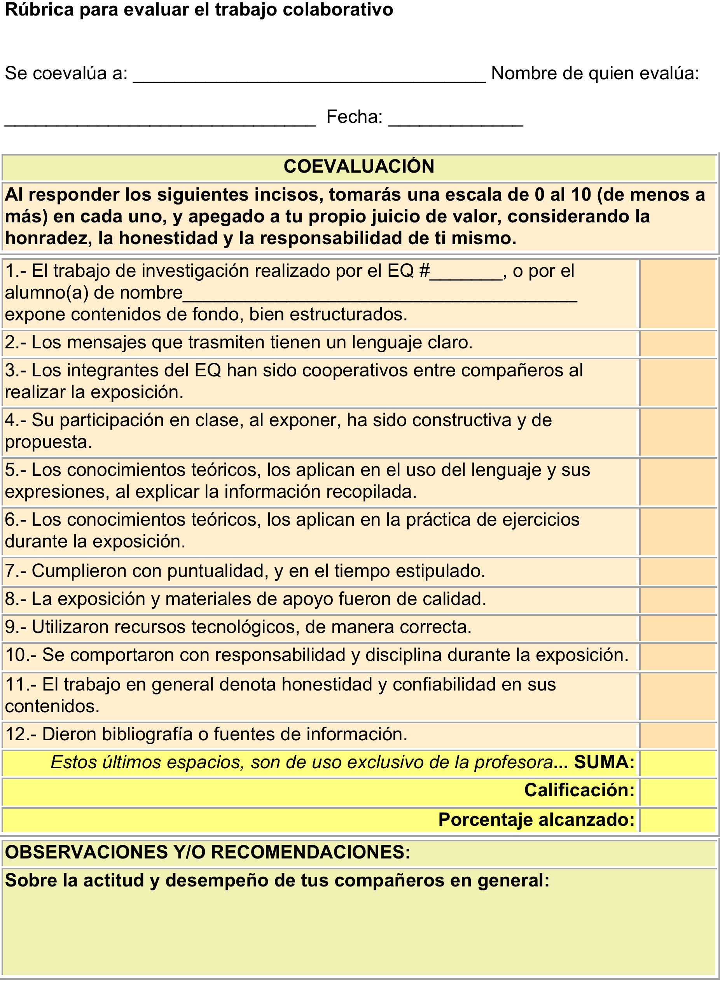 Rúbrica para evaluar el trabajo colaborativo
Se coevalúa a: __________________________________ Nombre de quien evalúa:
______________________________ Fecha: _____________
COEVALUACIÓN
Al responder los siguientes incisos, tomarás una escala de 0 al 10 (de menos a
más) en cada uno, y apegado a tu propio juicio de valor, considerando la
honradez, la honestidad y la responsabilidad de ti mismo.
1.- El trabajo de investigación realizado por el EQ #_______, o por el
alumno(a) de nombre______________________________________
expone contenidos de fondo, bien estructurados.
2.- Los mensajes que trasmiten tienen un lenguaje claro.
3.- Los integrantes del EQ han sido cooperativos entre compañeros al
realizar la exposición.
4.- Su participación en clase, al exponer, ha sido constructiva y de
propuesta.
5.- Los conocimientos teóricos, los aplican en el uso del lenguaje y sus
expresiones, al explicar la información recopilada.
6.- Los conocimientos teóricos, los aplican en la práctica de ejercicios
durante la exposición.
7.- Cumplieron con puntualidad, y en el tiempo estipulado.
8.- La exposición y materiales de apoyo fueron de calidad.
9.- Utilizaron recursos tecnológicos, de manera correcta.
10.- Se comportaron con responsabilidad y disciplina durante la exposición.
11.- El trabajo en general denota honestidad y confiabilidad en sus
contenidos.
12.- Dieron bibliografía o fuentes de información.
Estos últimos espacios, son de uso exclusivo de la profesora... SUMA:
Calificación:
Porcentaje alcanzado:
OBSERVACIONES Y/O RECOMENDACIONES:
Sobre la actitud y desempeño de tus compañeros en general: